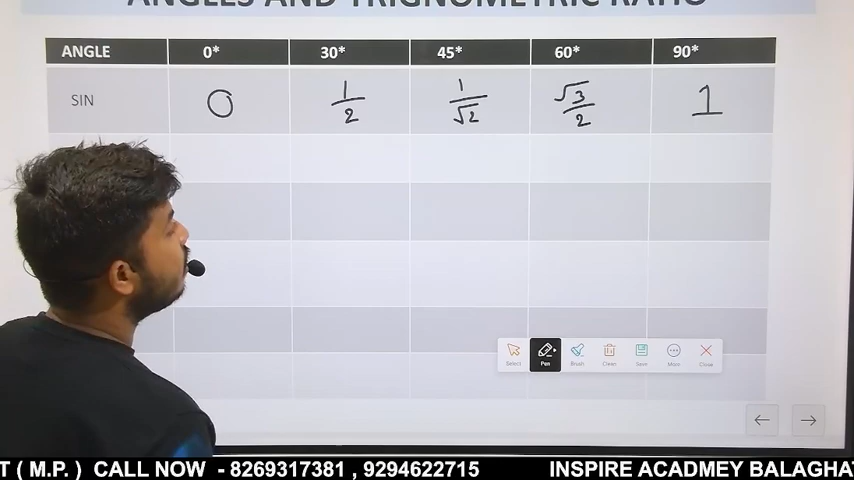 ANGLES AND TRIGNOMETRIC RATIO
ANGLE 0* 30* 45* 60* 90*
SIN 0 1/2 1/√2 √3/2 1
Select Pen Brush Clean Save More Close
T ( M.P. ) CALL NOW - 8269317381 , 9294622715 INSPIRE ACADMEY BALAGHAT